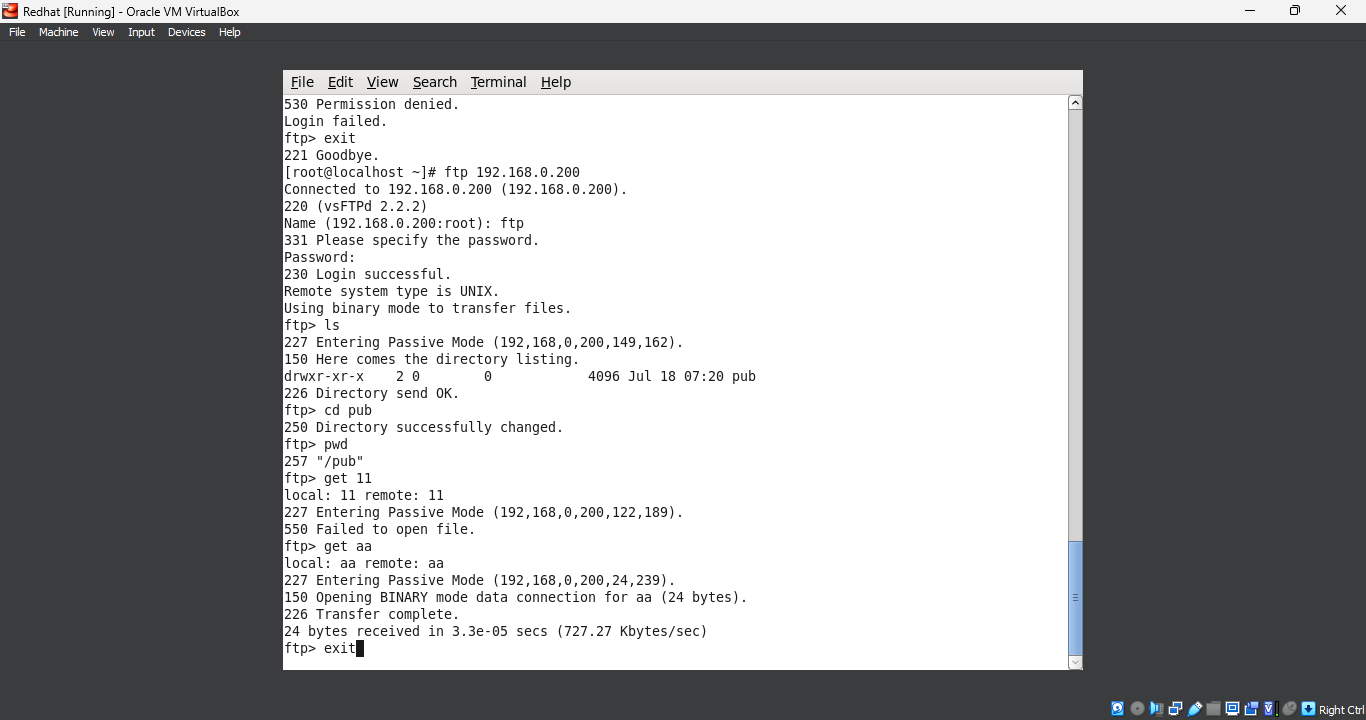 Redhat [Running] - Oracle VM VirtualBox
File Machine View Input Devices Help
File Edit View Search Terminal Help
530 Permission denied.
Login failed.
ftp> exit
221 Goodbye.
[root@localhost ~]# ftp 192.168.0.200
Connected to 192.168.0.200 (192.168.0.200).
220 (vsFTPd 2.2.2)
Name (192.168.0.200:root): ftp
331 Please specify the password.
Password:
230 Login successful.
Remote system type is UNIX.
Using binary mode to transfer files.
ftp> ls
227 Entering Passive Mode (192,168,0,200,149,162).
150 Here comes the directory listing.
drwxr-xr-x    2 0        0            4096 Jul 18 07:20 pub
226 Directory send OK.
ftp> cd pub
250 Directory successfully changed.
ftp> pwd
257 "/pub"
ftp> get 11
local: 11 remote: 11
227 Entering Passive Mode (192,168,0,200,122,189).
550 Failed to open file.
ftp> get aa
local: aa remote: aa
227 Entering Passive Mode (192,168,0,200,24,239).
150 Opening BINARY mode data connection for aa (24 bytes).
226 Transfer complete.
24 bytes received in 3.3e-05 secs (727.27 Kbytes/sec)
ftp> exit
Right Ctrl